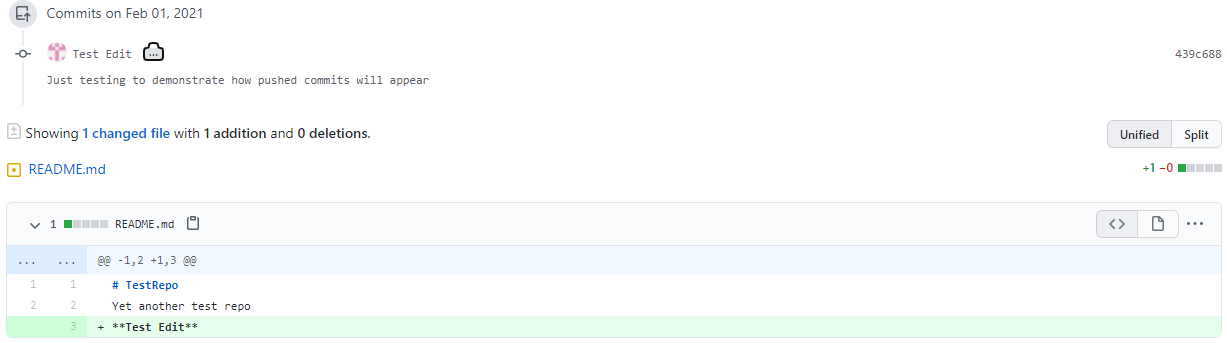 Commits on Feb 01, 2021
Test Edit ...
439c688
Just testing to demonstrate how pushed commits will appear
Showing 1 changed file with 1 addition and 0 deletions.
Unified Split
README.md
+1 −0
1 README.md
... ... @@ -1,2 +1,3 @@
1 1 # TestRepo
2 2 Yet another test repo
3 + **Test Edit**